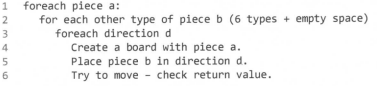 1 foreach piece a:
2 for each other type of piece b (6 types + empty space)
3 foreach direction d
4 Create a board with piece a.
5 Place piece b in direction d.
6 Try to move – check return value.